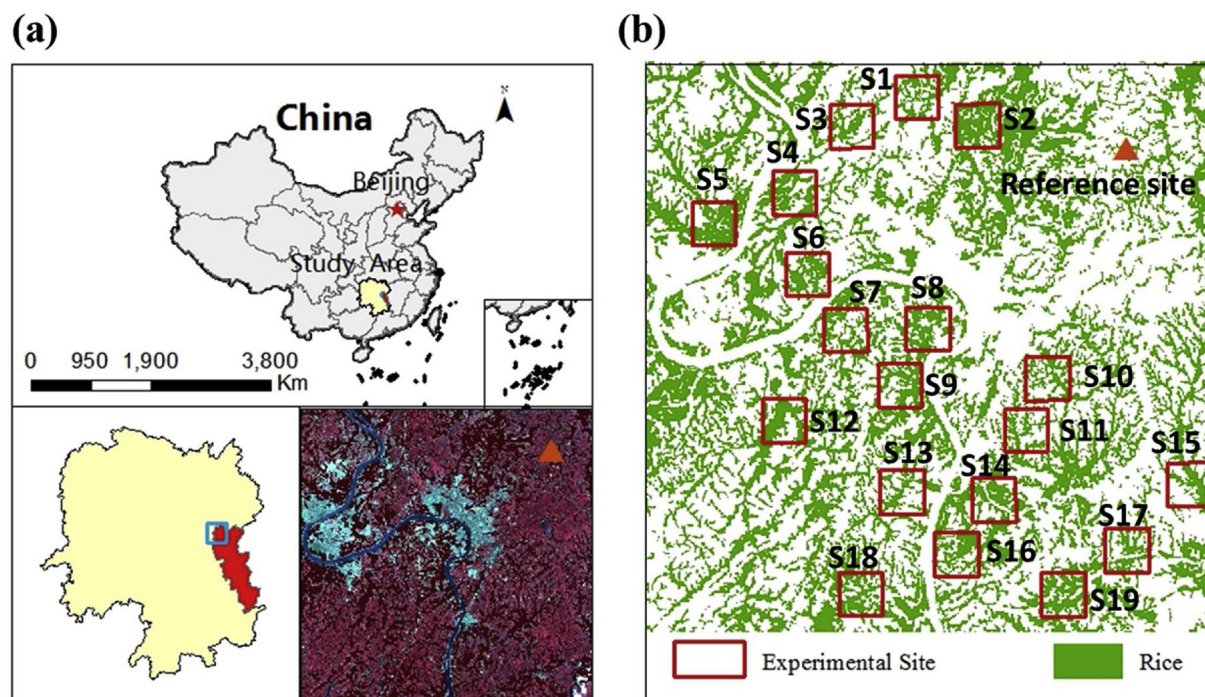 (a)
N
China
Beijing
Study Area
0 950 1,900 3,800
Km
(b)
S1
S3
S2
S4
Reference site
S5
S6
S7
S8
S9
S10
S12
S11
S13
S14
S15
S17
S16
S18
S19
Experimental Site
Rice